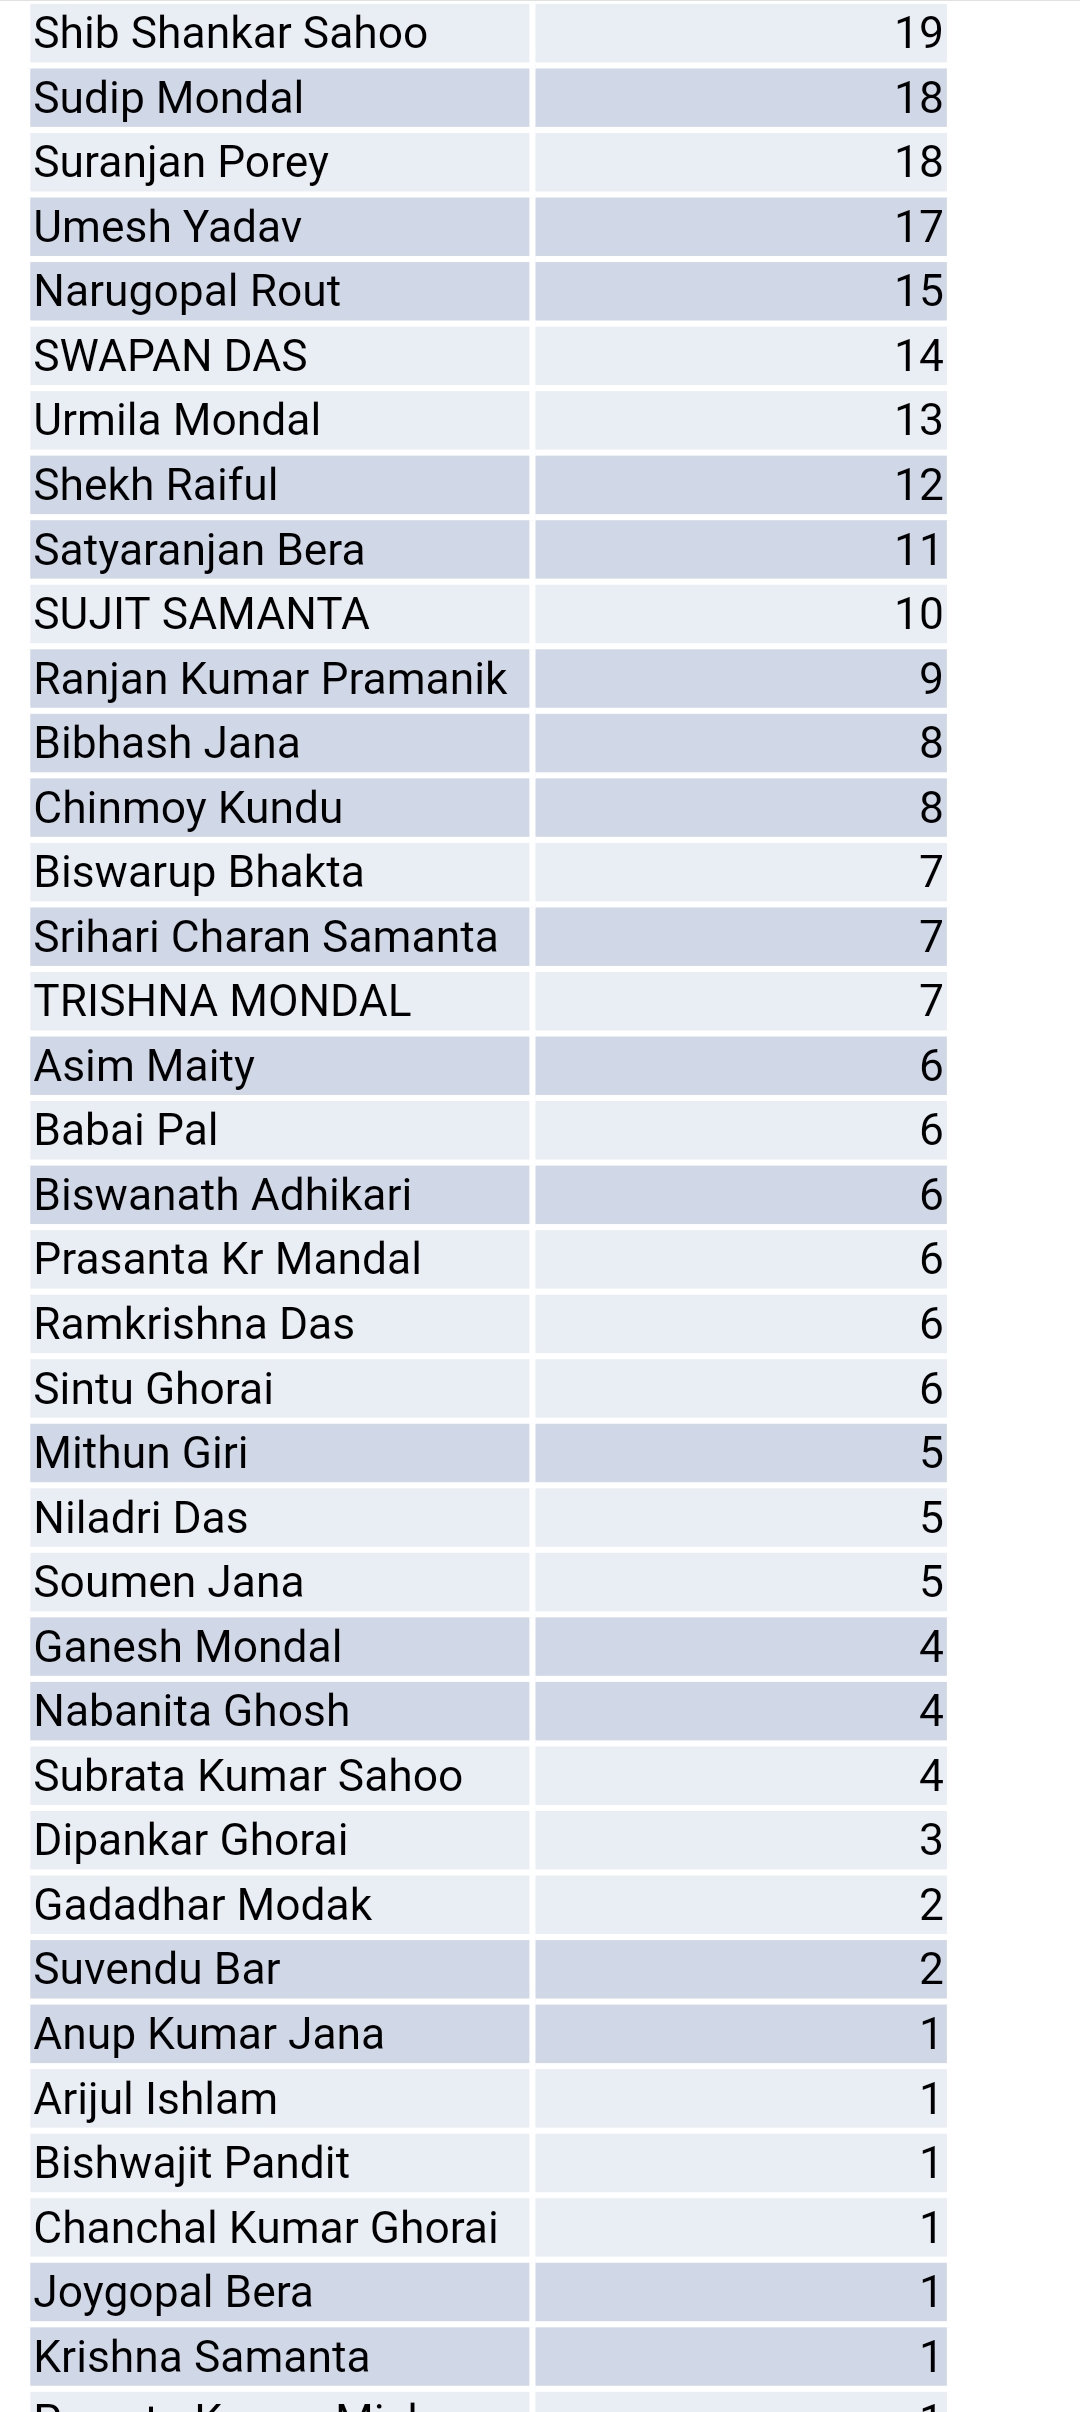 Shib Shankar Sahoo 19
Sudip Mondal 18
Suranjan Porey 18
Umesh Yadav 17
Narugopal Rout 15
SWAPAN DAS 14
Urmila Mondal 13
Shekh Raiful 12
Satyaranjan Bera 11
SUJIT SAMANTA 10
Ranjan Kumar Pramanik 9
Bibhash Jana 8
Chinmoy Kundu 8
Biswarup Bhakta 7
Srihari Charan Samanta 7
TRISHNA MONDAL 7
Asim Maity 6
Babai Pal 6
Biswanath Adhikari 6
Prasanta Kr Mandal 6
Ramkrishna Das 6
Sintu Ghorai 6
Mithun Giri 5
Niladri Das 5
Soumen Jana 5
Ganesh Mondal 4
Nabanita Ghosh 4
Subrata Kumar Sahoo 4
Dipankar Ghorai 3
Gadadhar Modak 2
Suvendu Bar 2
Anup Kumar Jana 1
Arijul Ishlam 1
Bishwajit Pandit 1
Chanchal Kumar Ghorai 1
Joygopal Bera 1
Krishna Samanta 1